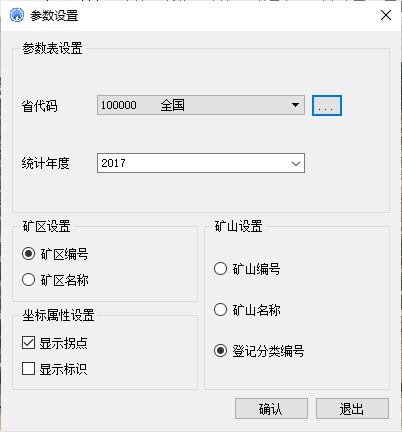 参数设置
参数表设置
省代码
100000 全国
...
统计年度
2017
矿区设置
矿区编号
矿区名称
坐标属性设置
显示拐点
显示标识
矿山设置
矿山编号
矿山名称
登记分类编号
确认
退出